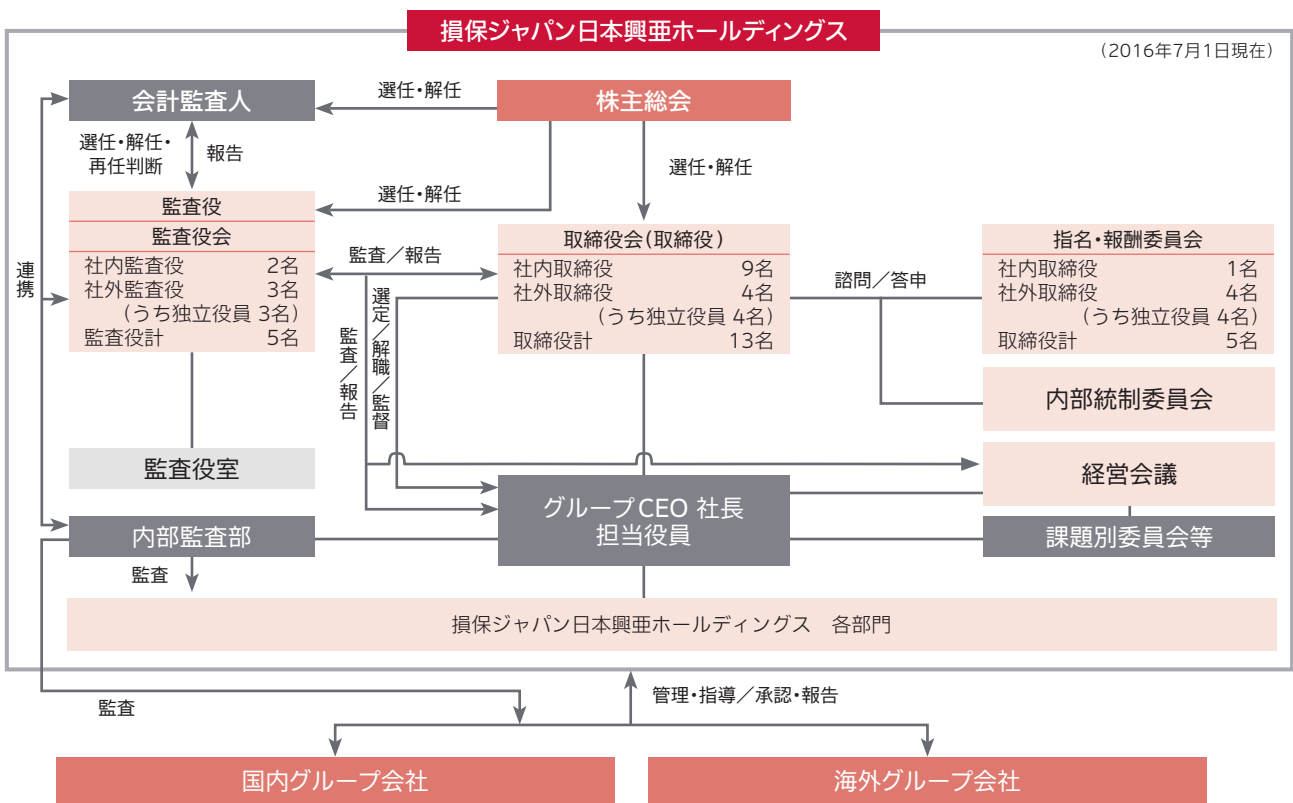 損保ジャパン日本興亜ホールディングス
(2016年7月1日現在)
会計監査人
選任・解任
株主総会
選任・解任・
再任判断
報告
選任・解任
選任・解任
監査役
監査役会
社内監査役 2名
社外監査役 3名
(うち独立役員 3名)
監査役計 5名
連携
監査/報告
取締役会(取締役)
社内取締役 9名
社外取締役 4名
(うち独立役員 4名)
取締役計 13名
諮問/答申
指名・報酬委員会
社内取締役 1名
社外取締役 4名
(うち独立役員 4名)
取締役計 5名
選定/解職/監督
監査/報告
内部統制委員会
監査役室
経営会議
グループCEO 社長
担当役員
内部監査部
課題別委員会等
監査
損保ジャパン日本興亜ホールディングス 各部門
監査
管理・指導/承認・報告
国内グループ会社
海外グループ会社